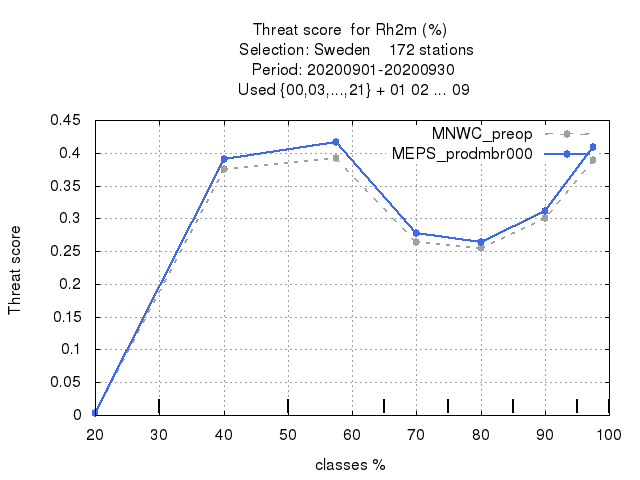 Threat score for Rh2m (%)
Selection: Sweden 172 stations
Period: 20200901-20200930
Used {00,03,...,21} + 01 02 ... 09
MNWC_preop
MEPS_prodmbr000
Threat score
0.45
0.4
0.35
0.3
0.25
0.2
0.15
0.1
0.05
0
20 30 40 50 60 70 80 90 100
classes %